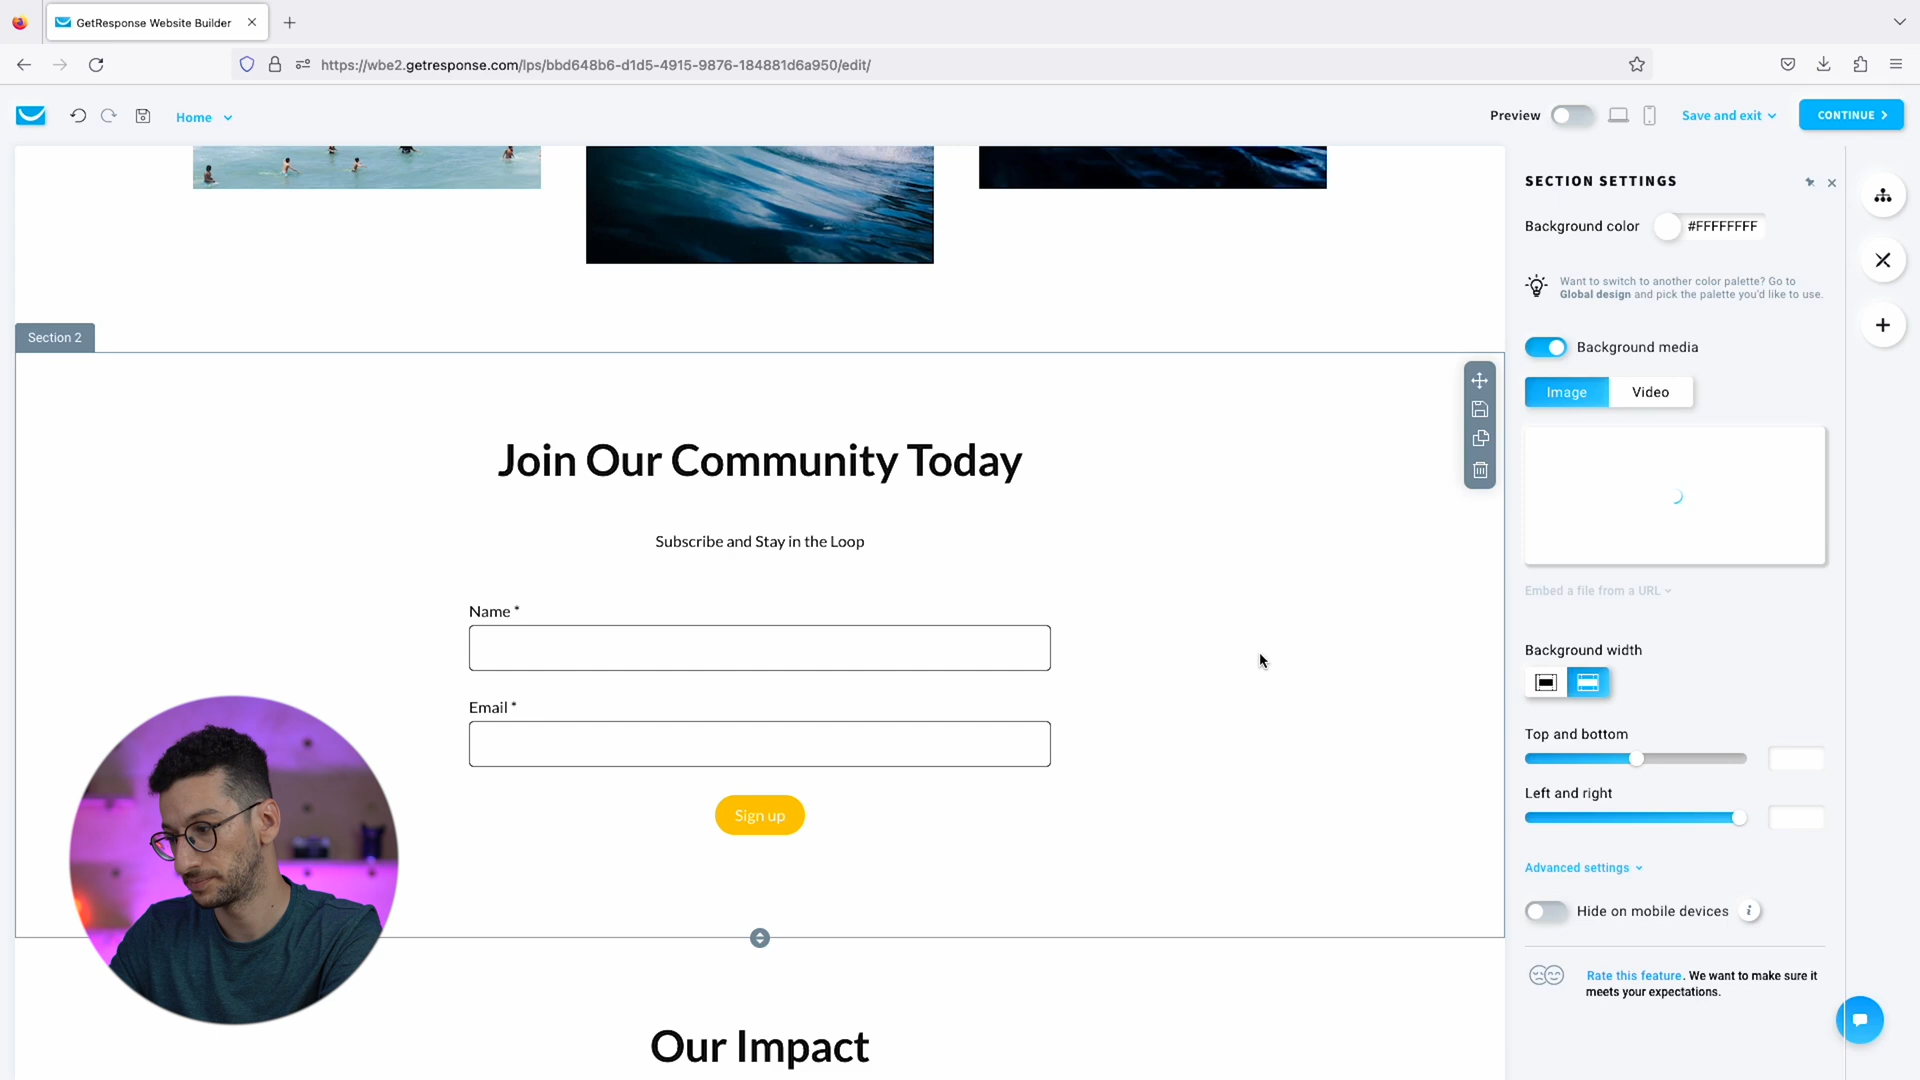 GetResponse Website Builder
https://wbe2.getresponse.com/lps/bbd648b6-d1d5-4915-9876-184881d6a950/edit/
Home
Preview
Save and exit
CONTINUE
SECTION SETTINGS
Background color
#FFFFFFFF
Want to switch to another color palette? Go to
Global design and pick the palette you'd like to use.
Section 2
Background media
Image
Video
Join Our Community Today
Subscribe and Stay in the Loop
Embed a file from a URL
Name *
Background width
Email *
Top and bottom
Left and right
Sign up
Advanced settings
Hide on mobile devices
i
Rate this feature. We want to make sure it
meets your expectations.
Our Impact